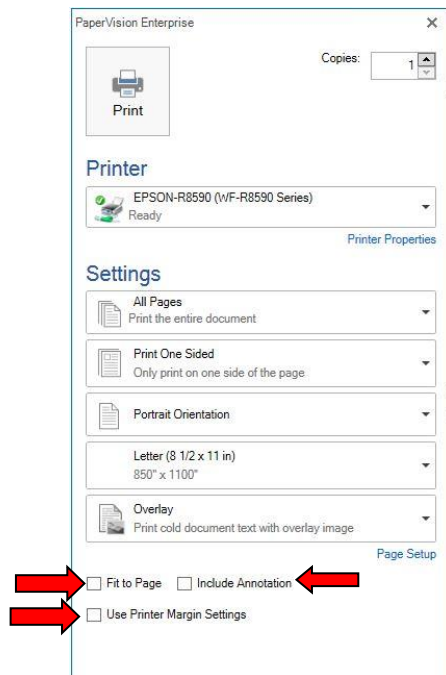 PaperVision Enterprise
Copies: 1
Print
Printer
EPSON-R8590 (WF-R8590 Series)
Ready
Printer Properties
Settings
All Pages
Print the entire document
Print One Sided
Only print on one side of the page
Portrait Orientation
Letter (8 1/2 x 11 in)
850" x 1100"
Overlay
Print cold document text with overlay image
Page Setup
Fit to Page Include Annotation
Use Printer Margin Settings